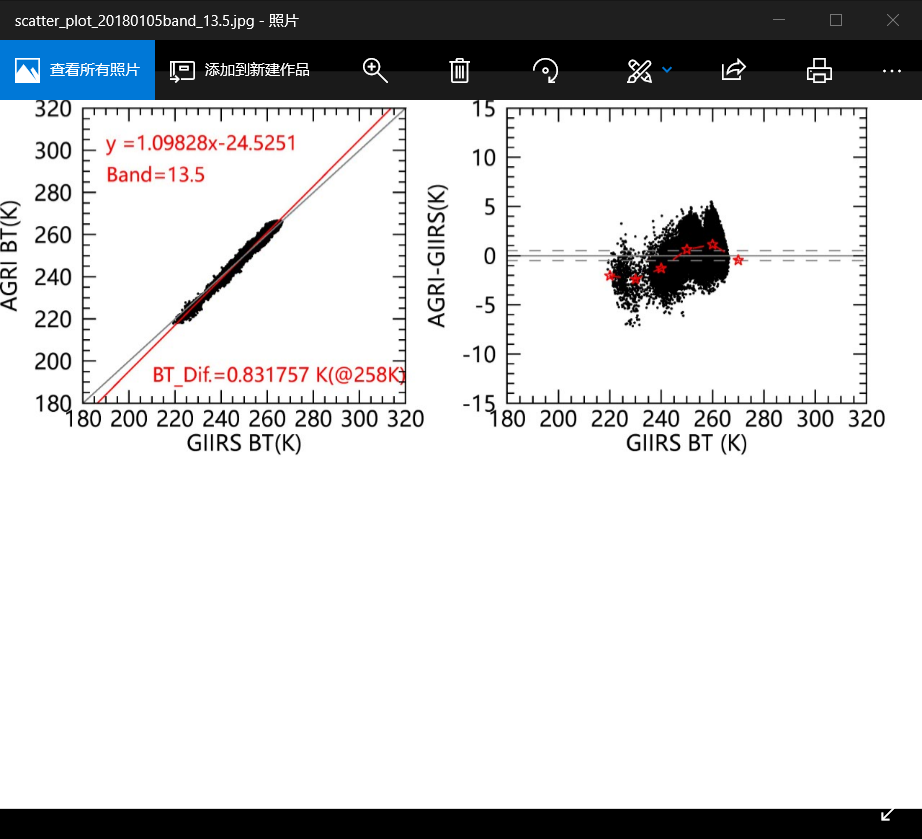 scatter_plot_20180105band_13.5.jpg - 照片
查看所有照片 添加到新建作品
320
300
280
260
240
220
200
180
AGRI BT(K)
y =1.09828x-24.5251
Band=13.5
BT_Dif.=0.831757 K(@258K)
180 200 220 240 260 280 300 320
GIIRS BT(K)
15
10
5
0
-5
-10
-15
AGRI-GIIRS(K)
180 200 220 240 260 280 300 320
GIIRS BT (K)